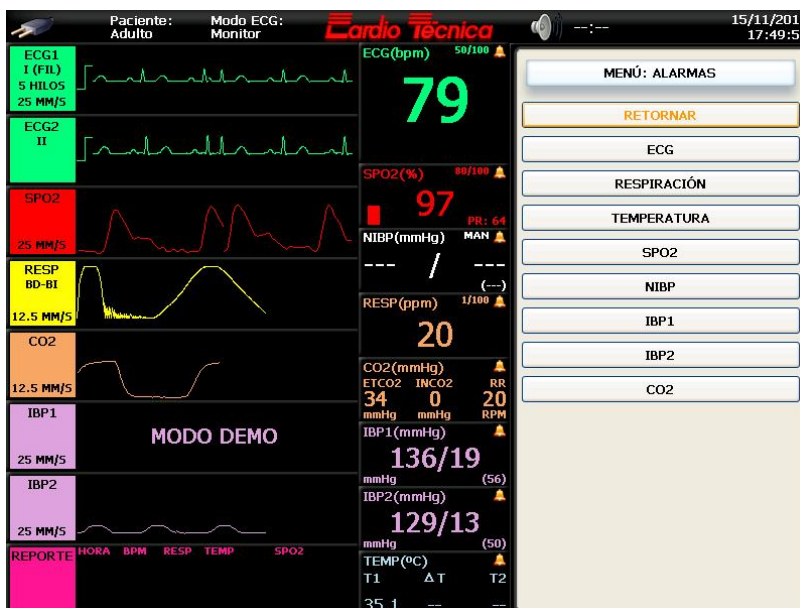 Paciente:
Adulto
Modo ECG:
Monitor
Cardio Técnica
--:--
15/11/201
17:49:5
ECG1
I (FIL)
5 HILOS
25 MM/S
ECG2
II
SPO2
25 MM/S
RESP
BD-BI
12.5 MM/S
CO2
12.5 MM/S
IBP1
25 MM/S
MODO DEMO
IBP2
25 MM/S
REPORTE
HORA BPM RESP TEMP SPO2
ECG(bpm) 50/100
79
SPO2(%) 80/100
97
PR: 64
NIBP(mmHg) MAN
--- / ---
(---)
RESP(ppm) 1/100
20
CO2(mmHg)
ETCO2 INCO2 RR
34 0 20
mmHg mmHg RPM
IBP1(mmHg)
136/19
mmHg (56)
IBP2(mmHg)
129/13
mmHg (50)
TEMP(ºC)
T1 ΔT T2
35.1 -- --
MENÚ: ALARMAS
RETORNAR
ECG
RESPIRACIÓN
TEMPERATURA
SPO2
NIBP
IBP1
IBP2
CO2